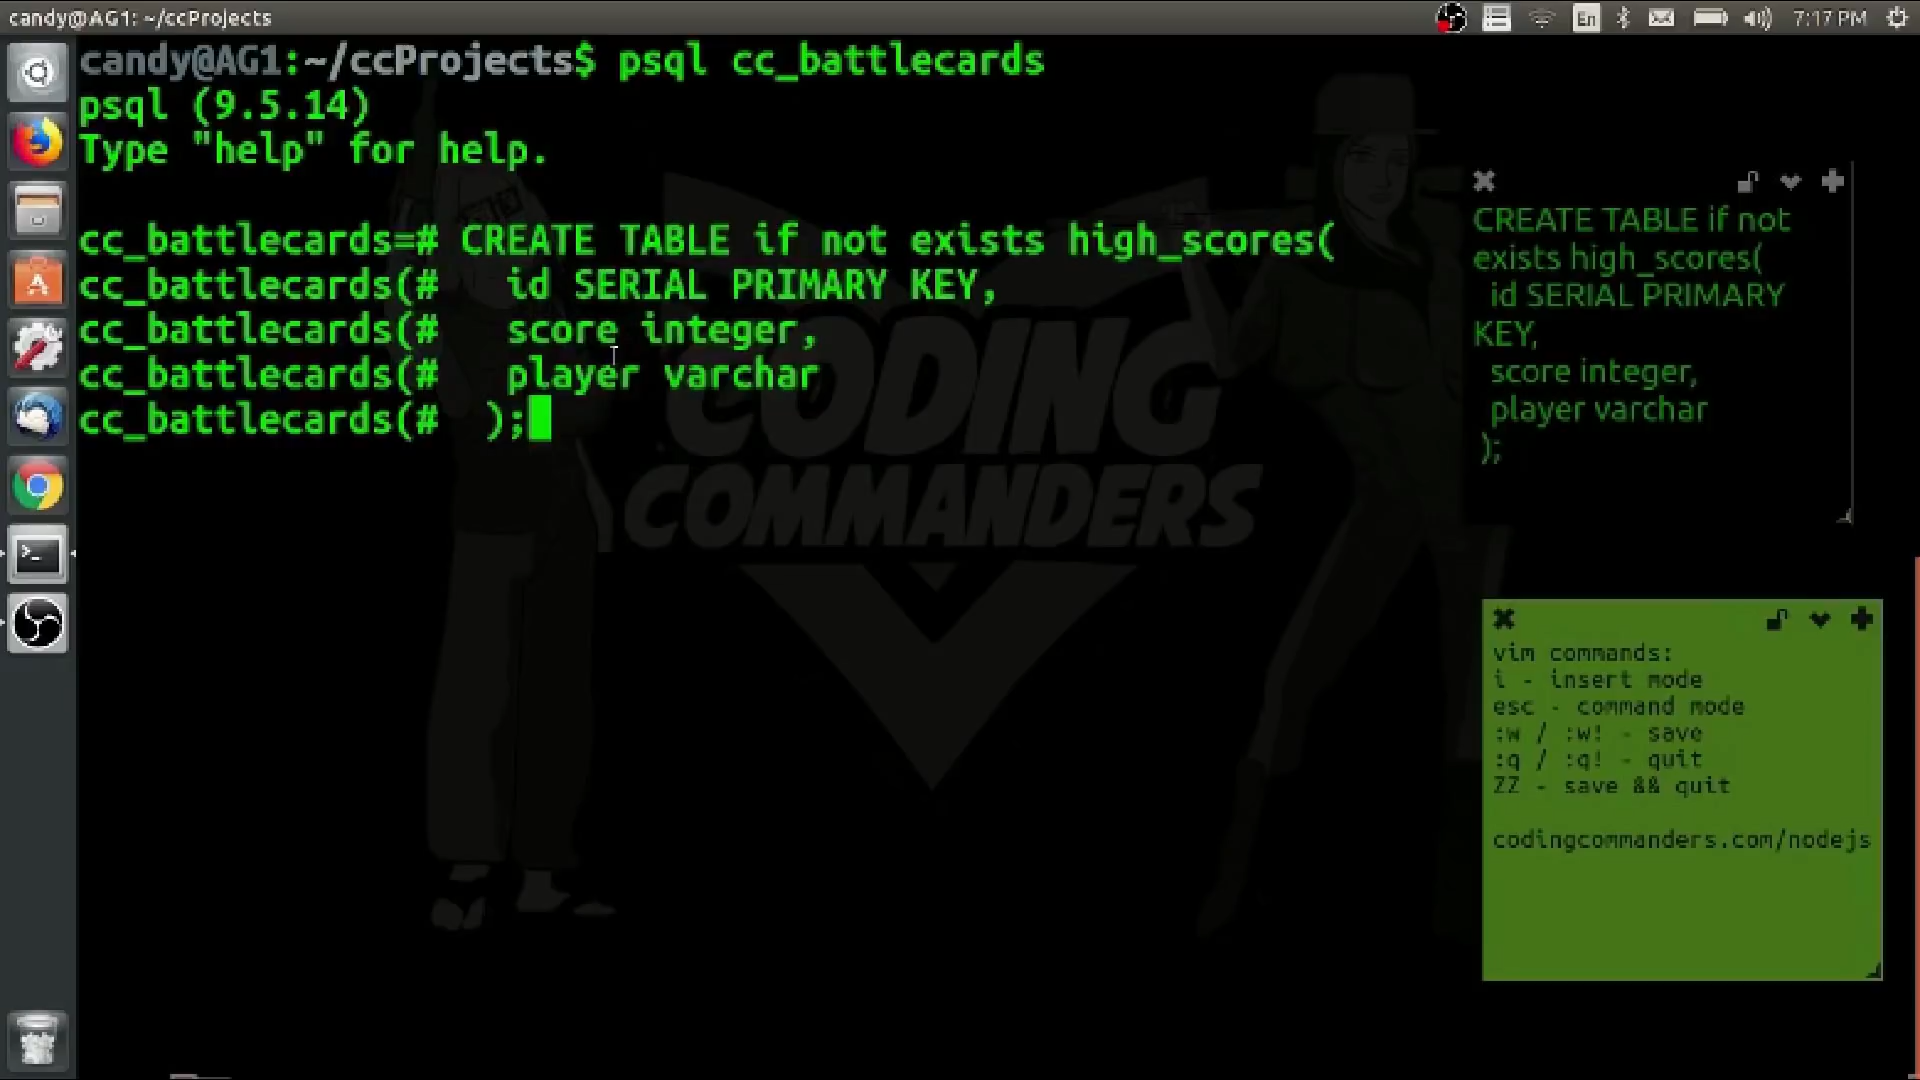 candy@AG1: ~/ccProjects
En
7:17 PM
candy@AG1:~/ccProjects$ psql cc_battlecards
psql (9.5.14)
Type "help" for help.
cc_battlecards=# CREATE TABLE if not exists high_scores(
cc_battlecards(#   id SERIAL PRIMARY KEY,
cc_battlecards(#   score integer,
cc_battlecards(#   player varchar
cc_battlecards(#  );
CODING
COMMANDERS
CREATE TABLE if not
exists high_scores(
id SERIAL PRIMARY
KEY,
score integer,
player varchar
);
vim commands:
i - insert mode
esc - command mode
:w / :w! - save
:q / :q! - quit
ZZ - save && quit
codingcommanders.com/nodejs